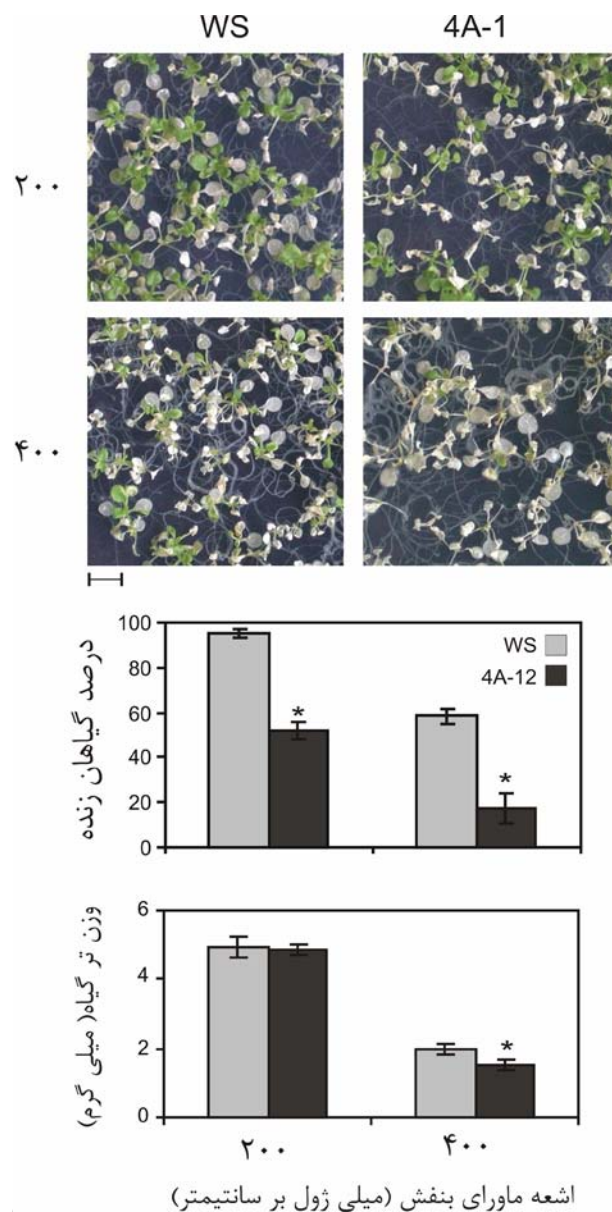 WS 4A-1
۲۰۰
۴۰۰
درصد گیاهان زنده
100
80
60
40
20
0
WS
4A-12
*
*
وزن تر گیاه( میلی گرم)
6
4
2
0
*
۲۰۰ ۴۰۰
اشعه ماورای بنفش (میلی ژول بر سانتیمتر)